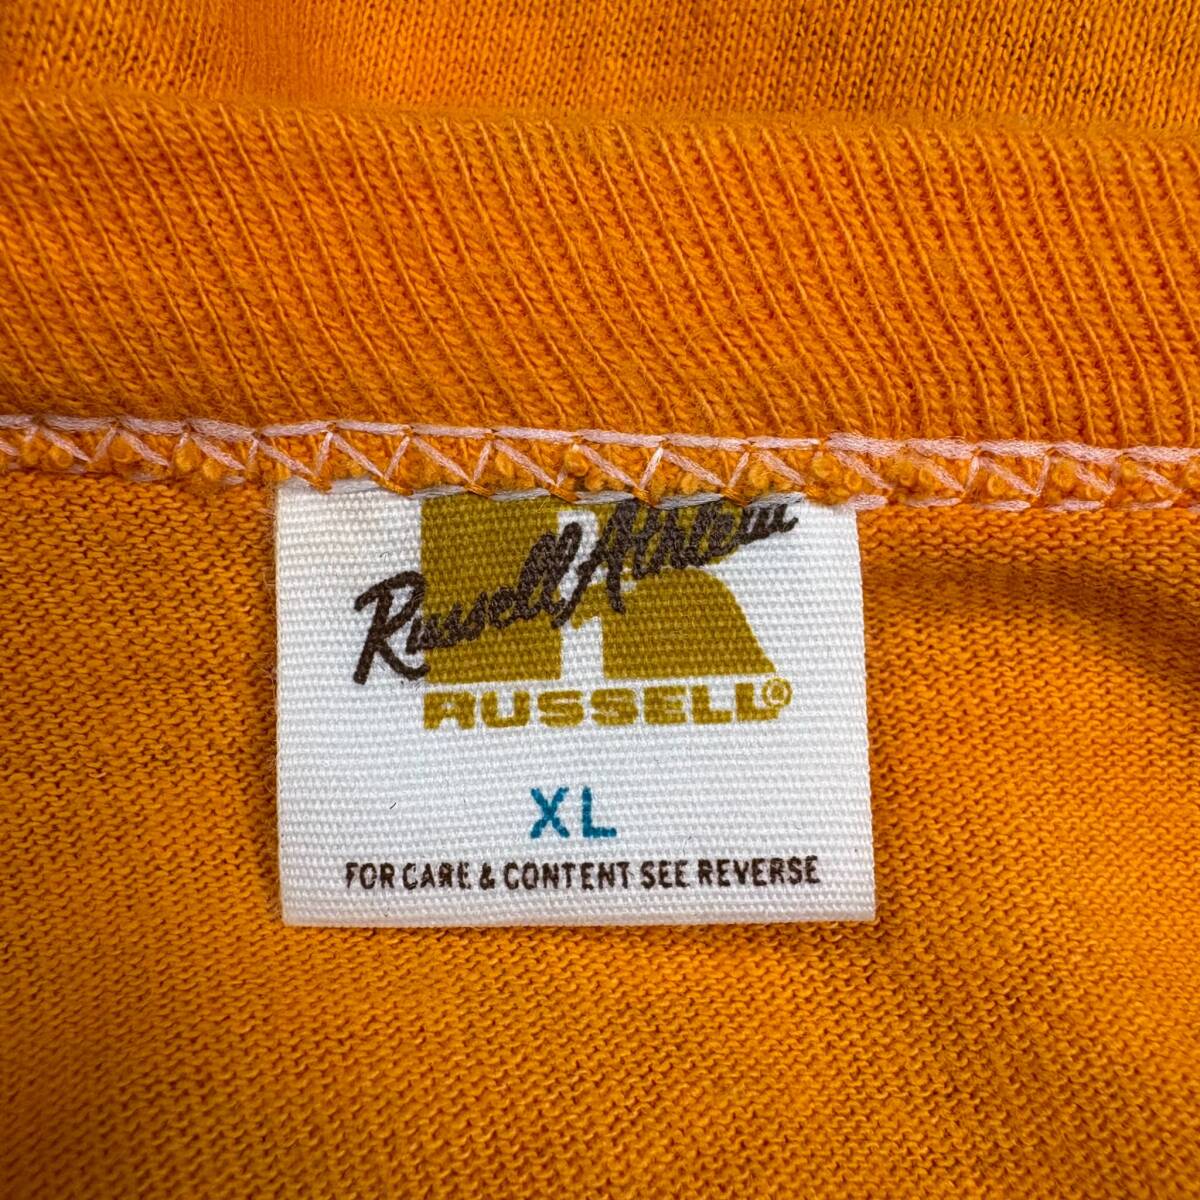 Russell Athletic
RUSSELL®
XL
FOR CARE & CONTENT SEE REVERSE